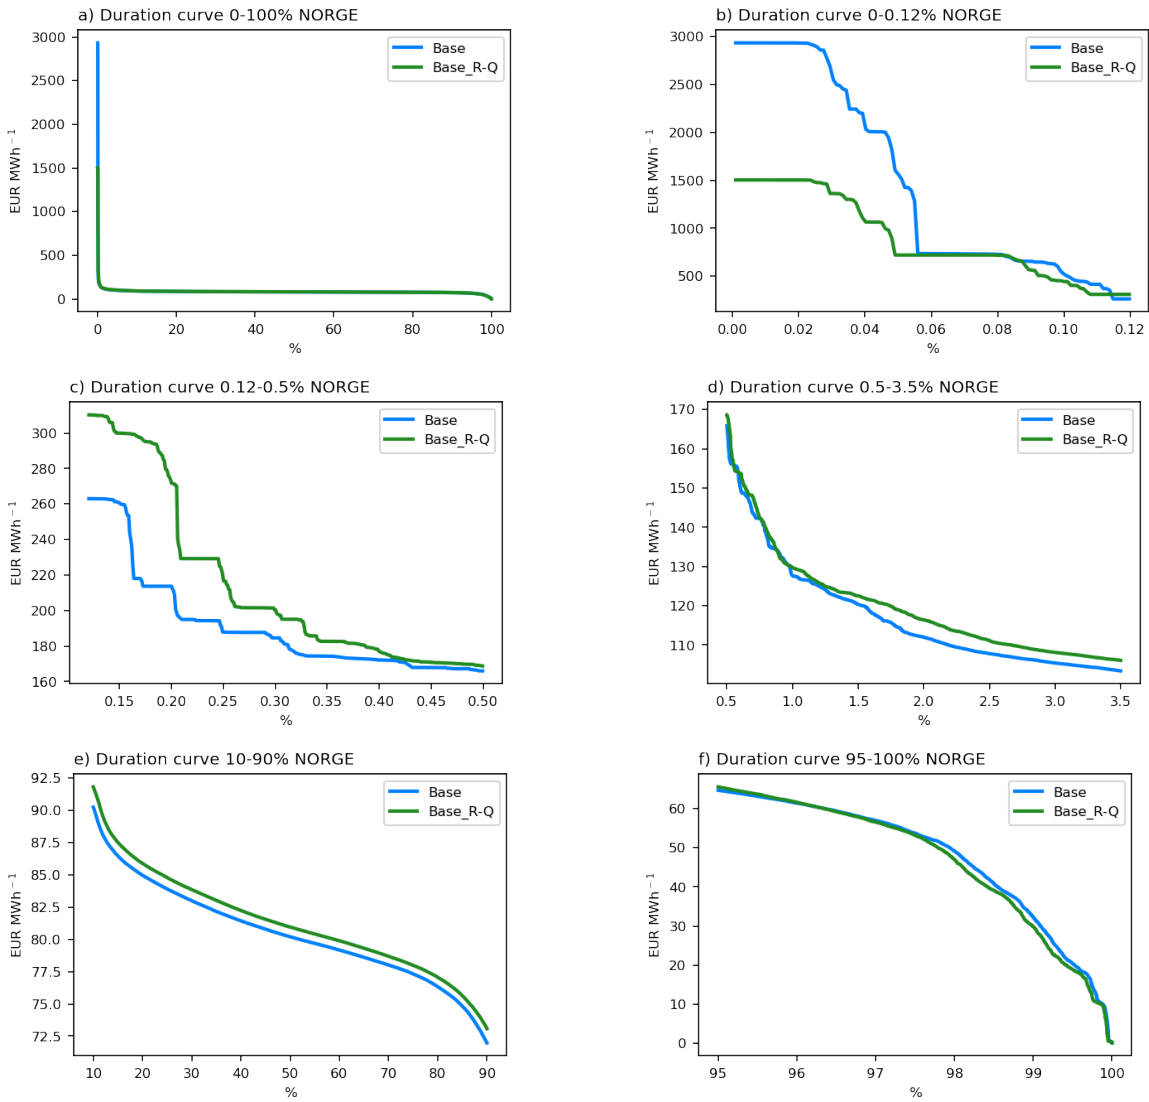 a) Duration curve 0-100% NORGE
3000
2500
2000
1500
1000
500
0
EUR MWh⁻¹
Base
Base_R-Q
0 20 40 60 80 100
%
b) Duration curve 0-0.12% NORGE
3000
2500
2000
1500
1000
500
EUR MWh⁻¹
Base
Base_R-Q
0.00 0.02 0.04 0.06 0.08 0.10 0.12
%
c) Duration curve 0.12-0.5% NORGE
300
280
260
240
220
200
180
160
EUR MWh⁻¹
Base
Base_R-Q
0.15 0.20 0.25 0.30 0.35 0.40 0.45 0.50
%
d) Duration curve 0.5-3.5% NORGE
170
160
150
140
130
120
110
EUR MWh⁻¹
Base
Base_R-Q
0.5 1.0 1.5 2.0 2.5 3.0 3.5
%
e) Duration curve 10-90% NORGE
92.5
90.0
87.5
85.0
82.5
80.0
77.5
75.0
72.5
EUR MWh⁻¹
Base
Base_R-Q
10 20 30 40 50 60 70 80 90
%
f) Duration curve 95-100% NORGE
60
50
40
30
20
10
0
EUR MWh⁻¹
Base
Base_R-Q
95 96 97 98 99 100
%